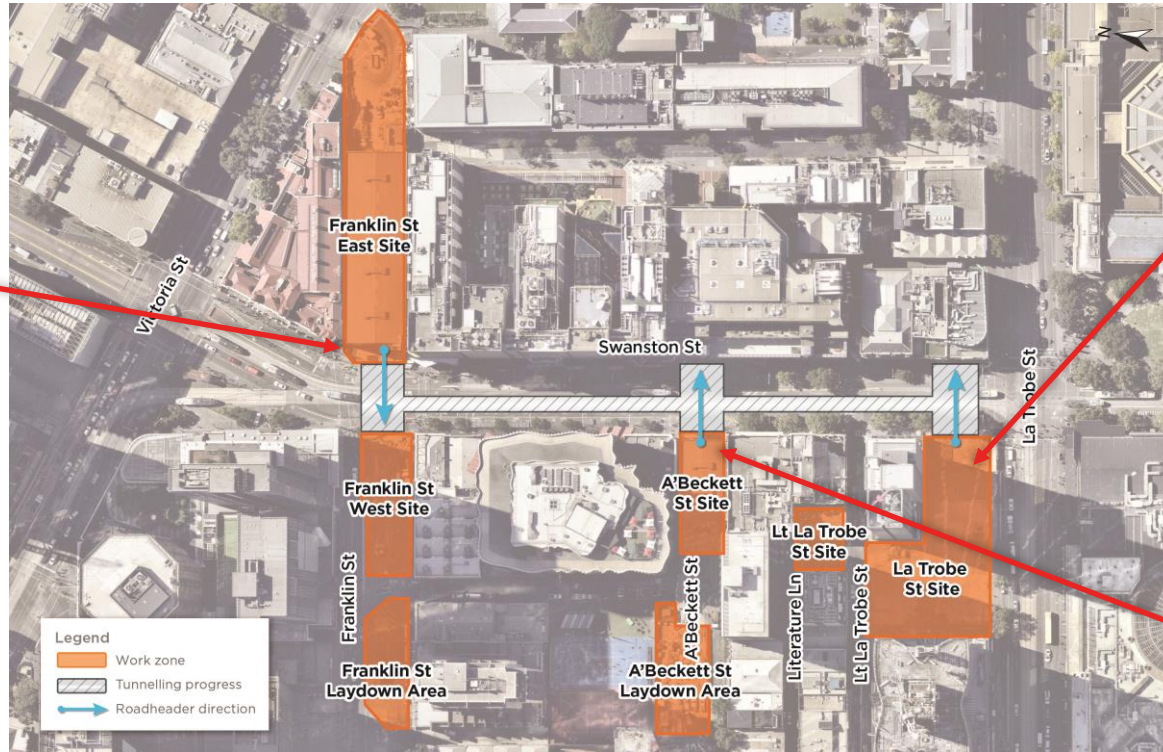 N
Franklin St
East Site
Victoria St
Swanston St
La Trobe St
Franklin St
West Site
A'Beckett
St Site
Lt La Trobe
St Site
La Trobe
St Site
Franklin St
A'Beckett St
Literature Ln
Lt La Trobe St
Franklin St
Laydown Area
A'Beckett St
Laydown Area
Legend
Work zone
Tunnelling progress
Roadheader direction